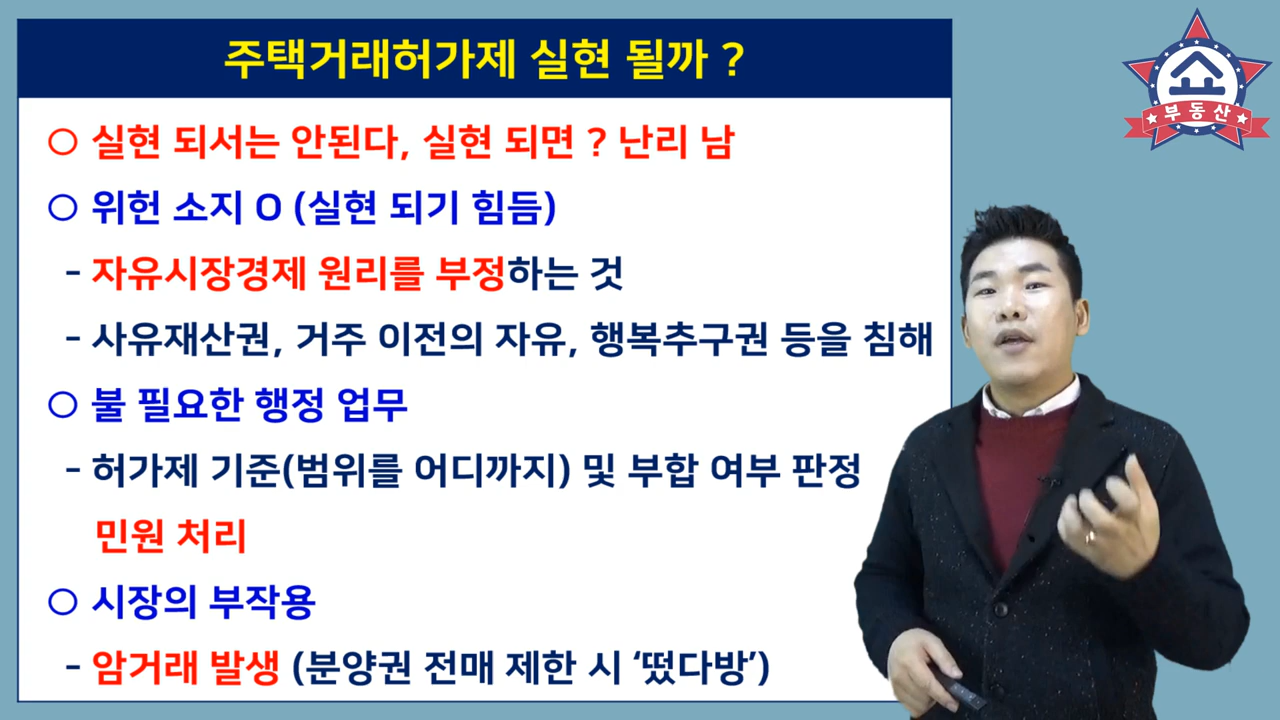 주택거래허가제 실현 될까 ?
○ 실현 되서는 안된다, 실현 되면 ? 난리 남
○ 위헌 소지 O (실현 되기 힘듬)
- 자유시장경제 원리를 부정하는 것
- 사유재산권, 거주 이전의 자유, 행복추구권 등을 침해
○ 불 필요한 행정 업무
- 허가제 기준(범위를 어디까지) 및 부합 여부 판정
민원 처리
○ 시장의 부작용
- 암거래 발생 (분양권 전매 제한 시 ‘떴다방’)
쇼
부동산